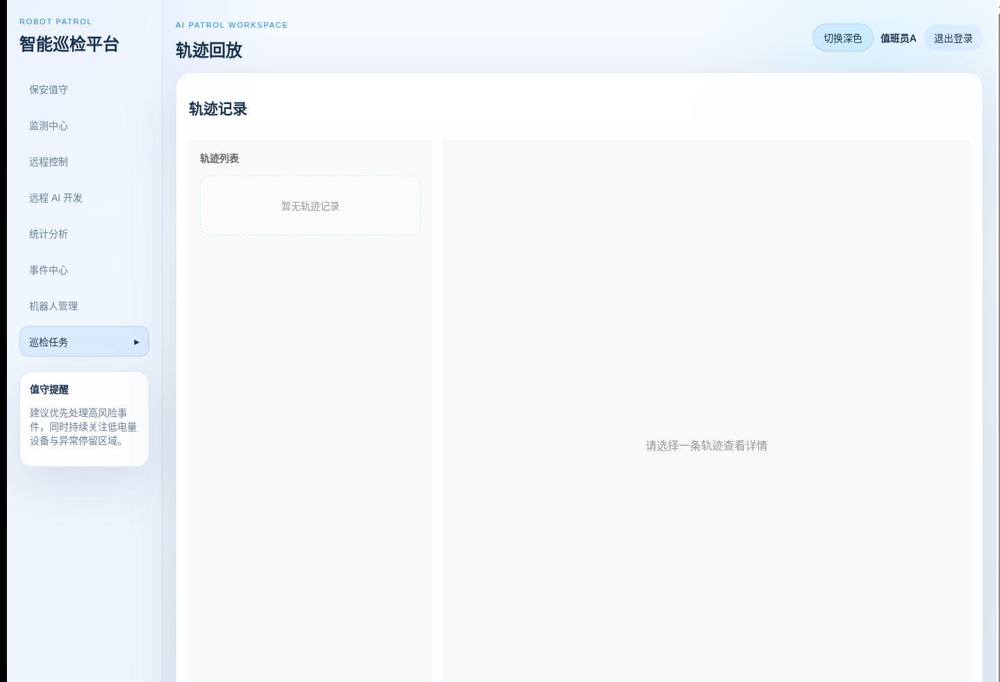 ROBOT PATROL
智能巡检平台
保安值守
监测中心
远程控制
远程 AI 开发
统计分析
事件中心
机器人管理
巡检任务 ▶
值守提醒
建议优先处理高风险事
件，同时持续关注低电量
设备与异常停留区域。
AI PATROL WORKSPACE
轨迹回放
切换深色
值班员A
退出登录
轨迹记录
轨迹列表
暂无轨迹记录
请选择一条轨迹查看详情